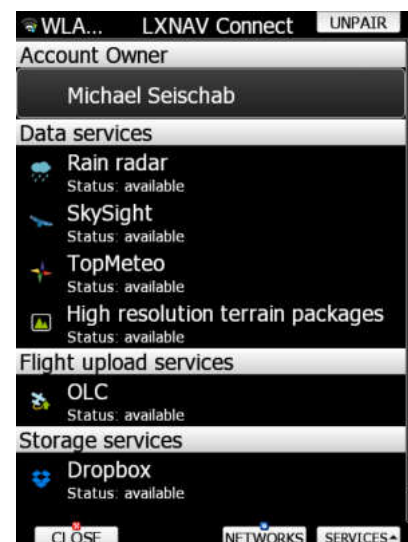 WLA... LXNAV Connect UNPAIR
Account Owner
Michael Seischab
Data services
Rain radar
Status: available
SkySight
Status: available
TopMeteo
Status: available
High resolution terrain packages
Status: available
Flight upload services
OLC
Status: available
Storage services
Dropbox
Status: available
CLOSE NETWORKS SERVICES